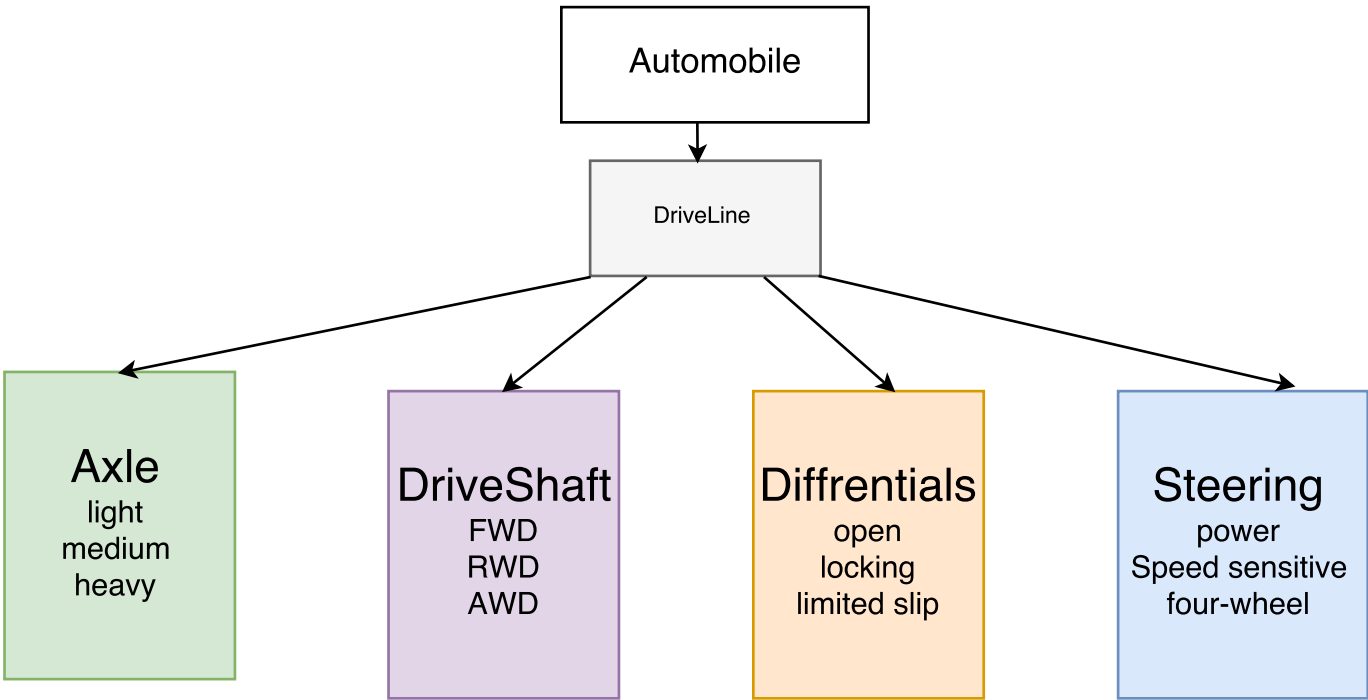 Automobile
DriveLine
Axle
light
medium
heavy
DriveShaft
FWD
RWD
AWD
Diffrentials
open
locking
limited slip
Steering
power
Speed sensitive
four-wheel